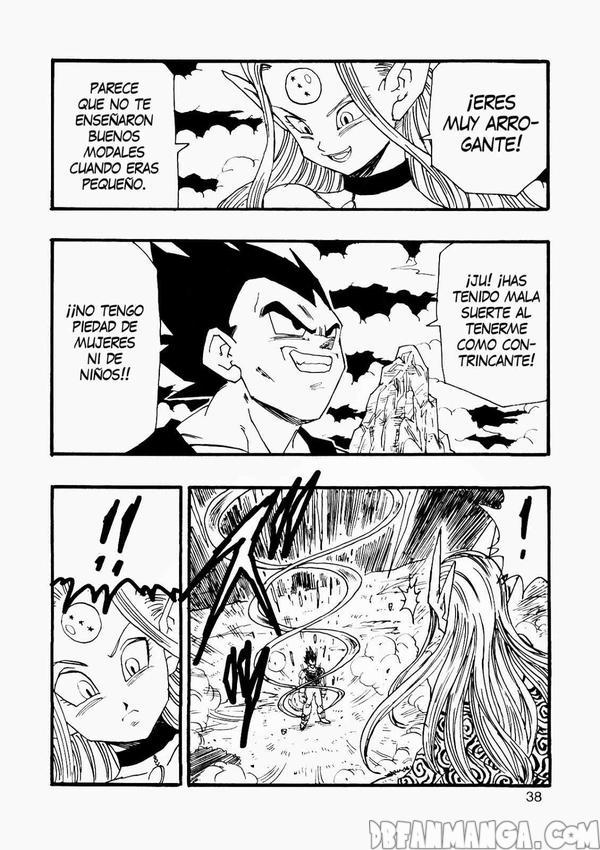 ¡ERES
MUY ARRO-
GANTE!
PARECE
QUE NO TE
ENSEÑARON
BUENOS
MODALES
CUANDO ERAS
PEQUEÑO.
¡JU! ¡HAS
TENIDO MALA
SUERTE AL
TENERME
COMO CON-
TRINCANTE!
¡¡NO TENGO
PIEDAD DE
MUJERES
NI DE
NIÑOS!!
!
!!
38
DBFANMANGA.COM